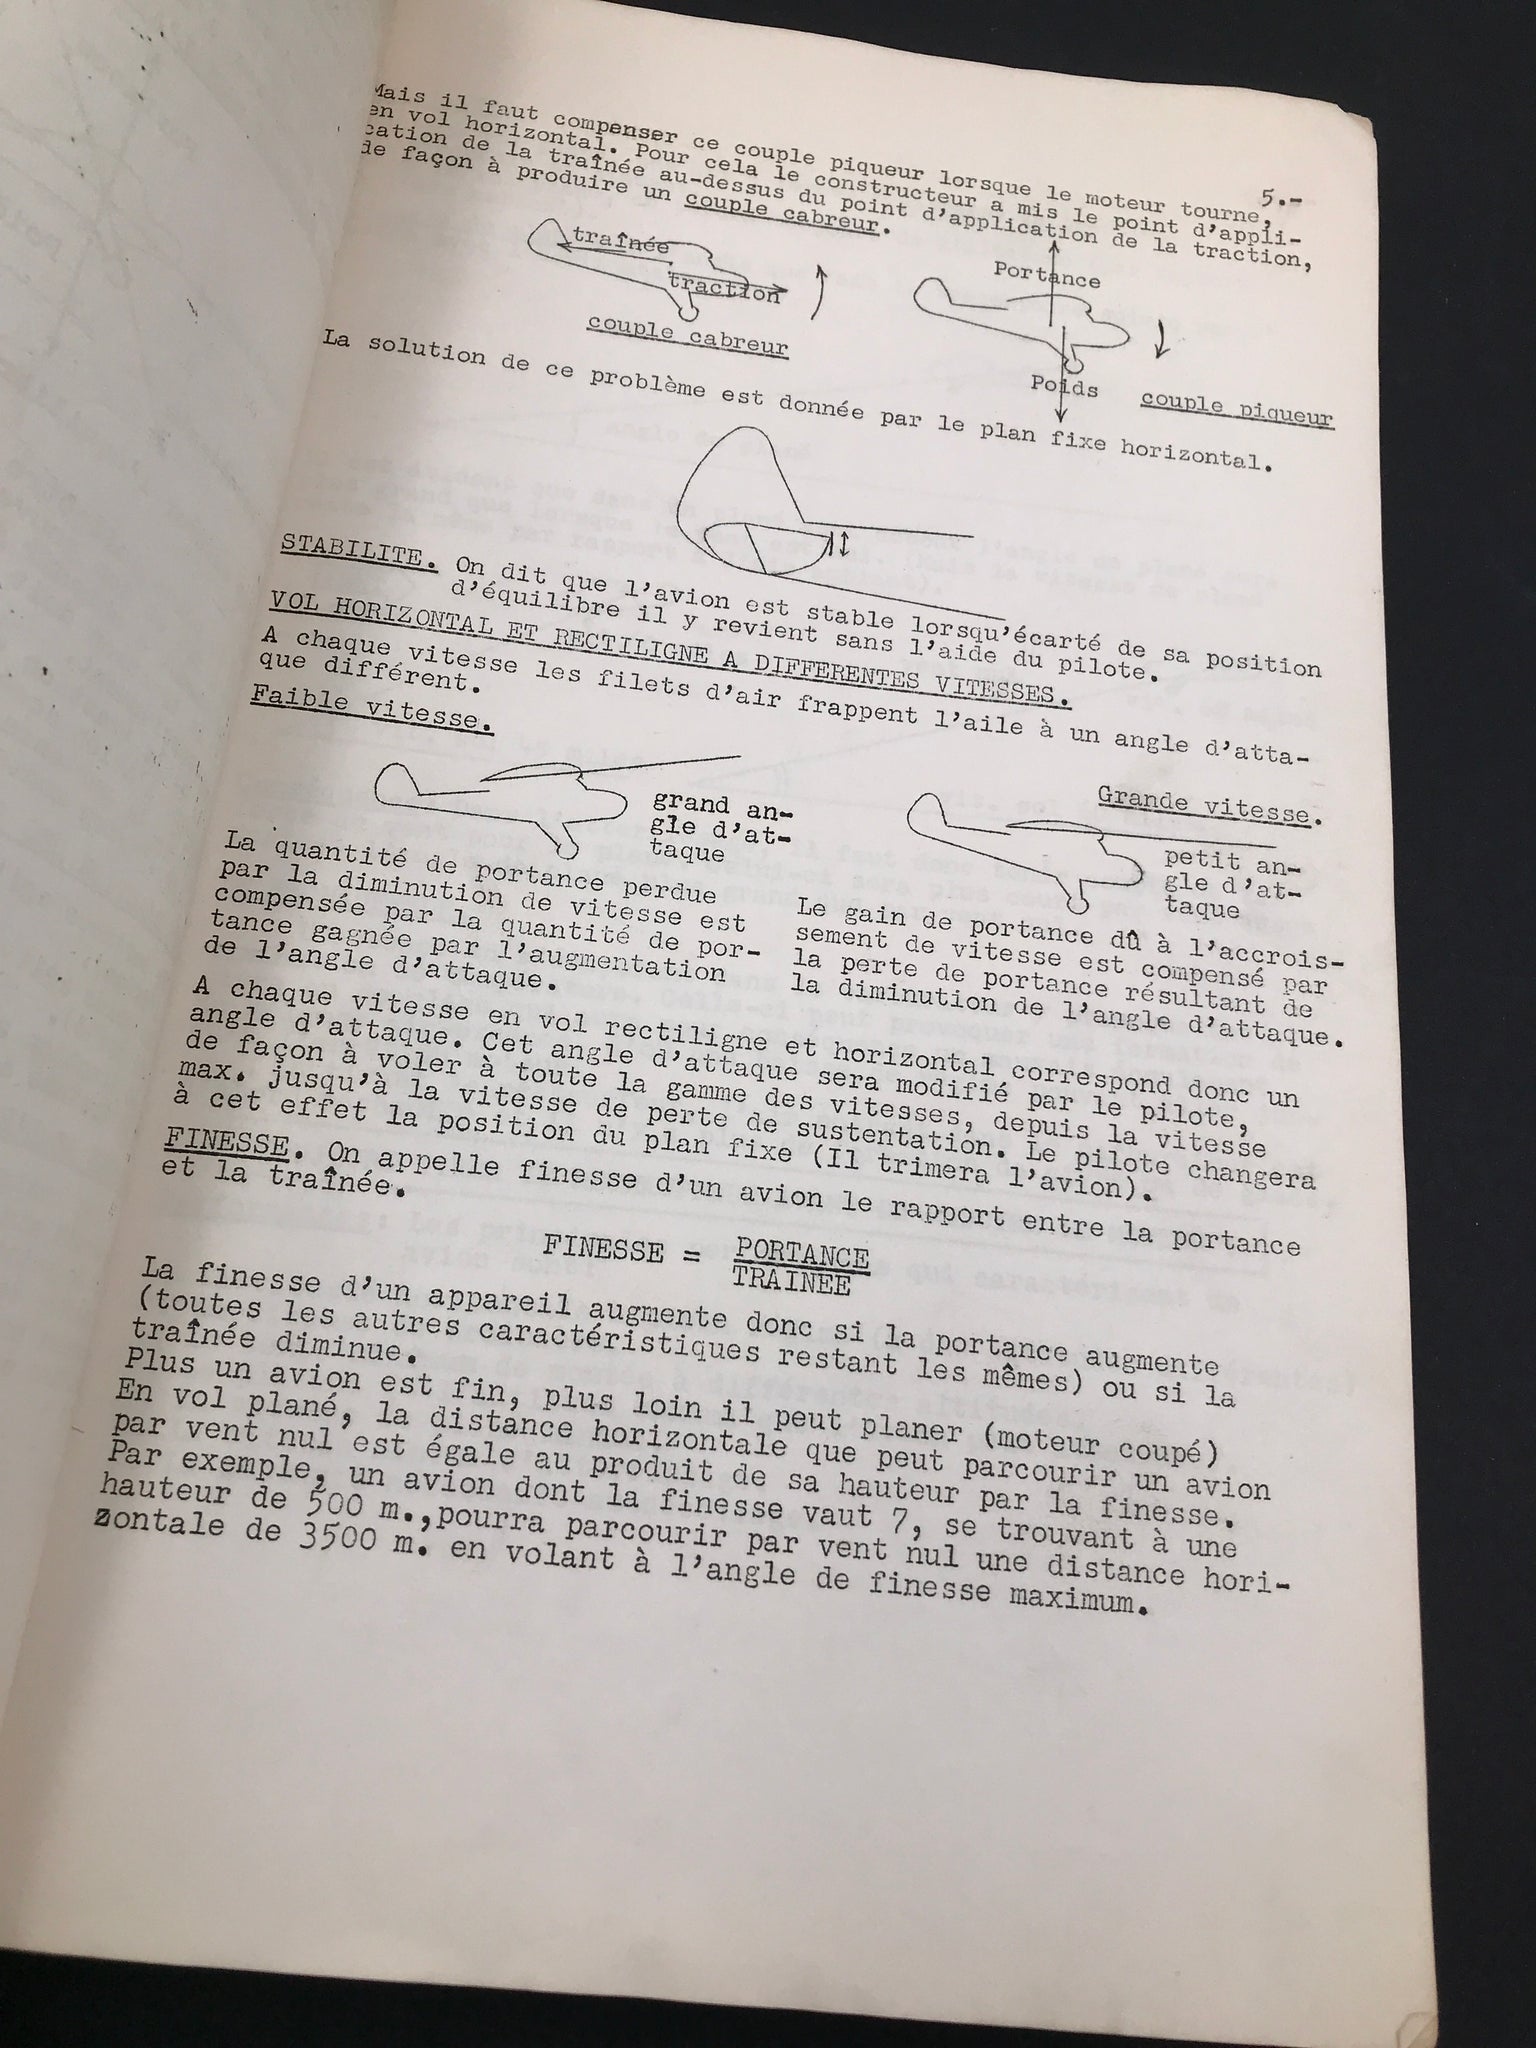 5.-
Mais il faut compenser ce couple piqueur lorsque le moteur tourne,
en vol horizontal. Pour cela le constructeur a mis le point d'appli-
cation de la traînée au-dessus du point d'application de la traction,
de façon à produire un couple cabreur.
traînée
traction
couple cabreur
Portance
Poids
couple piqueur
La solution de ce problème est donnée par le plan fixe horizontal.
STABILITE. On dit que l'avion est stable lorsqu'écarté de sa position
d'équilibre il y revient sans l'aide du pilote.
VOL HORIZONTAL ET RECTILIGNE A DIFFERENTES VITESSES.
A chaque vitesse les filets d'air frappent l'aile à un angle d'atta-
que différent.
Faible vitesse.
grand an-
gle d'at-
taque
La quantité de portance perdue
par la diminution de vitesse est
compensée par la quantité de por-
tance gagnée par l'augmentation
de l'angle d'attaque.
Grande vitesse.
petit an-
gle d'at-
taque
Le gain de portance dû à l'accrois-
sement de vitesse est compensé par
la perte de portance résultant de
la diminution de l'angle d'attaque.
A chaque vitesse en vol rectiligne et horizontal correspond donc un
angle d'attaque. Cet angle d'attaque sera modifié par le pilote,
de façon à voler à toute la gamme des vitesses, depuis la vitesse
max. jusqu'à la vitesse de perte de sustentation. Le pilote changera
à cet effet la position du plan fixe (Il trimera l'avion).
FINESSE. On appelle finesse d'un avion le rapport entre la portance
et la traînée.
FINESSE = PORTANCE
TRAINEE
La finesse d'un appareil augmente donc si la portance augmente
(toutes les autres caractéristiques restant les mêmes) ou si la
traînée diminue.
Plus un avion est fin, plus loin il peut planer (moteur coupé)
En vol plané, la distance horizontale que peut parcourir un avion
par vent nul est égale au produit de sa hauteur par la finesse.
Par exemple, un avion dont la finesse vaut 7, se trouvant à une
hauteur de 500 m.,pourra parcourir par vent nul une distance hori-
zontale de 3500 m. en volant à l'angle de finesse maximum.